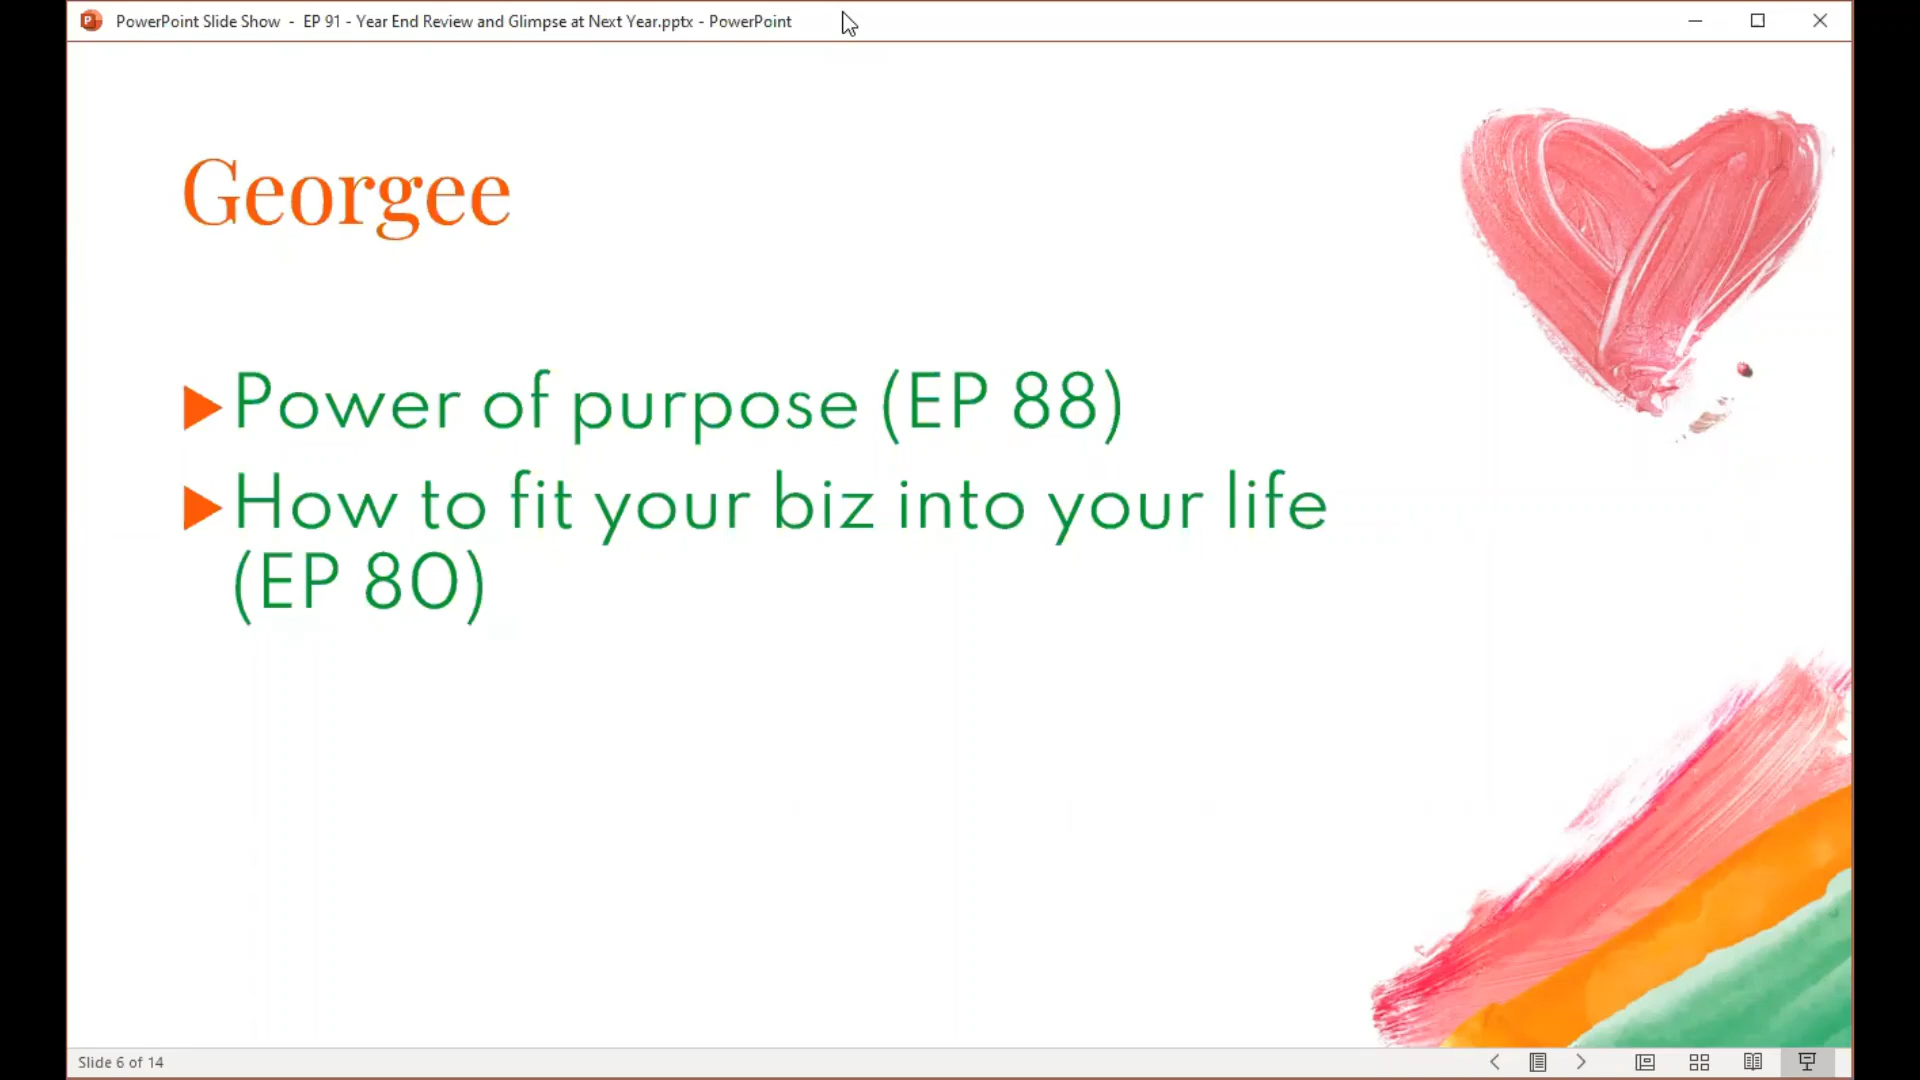 PowerPoint Slide Show - EP 91 - Year End Review and Glimpse at Next Year.pptx - PowerPoint
Georgee
Power of purpose (EP 88)
How to fit your biz into your life
(EP 80)
Slide 6 of 14